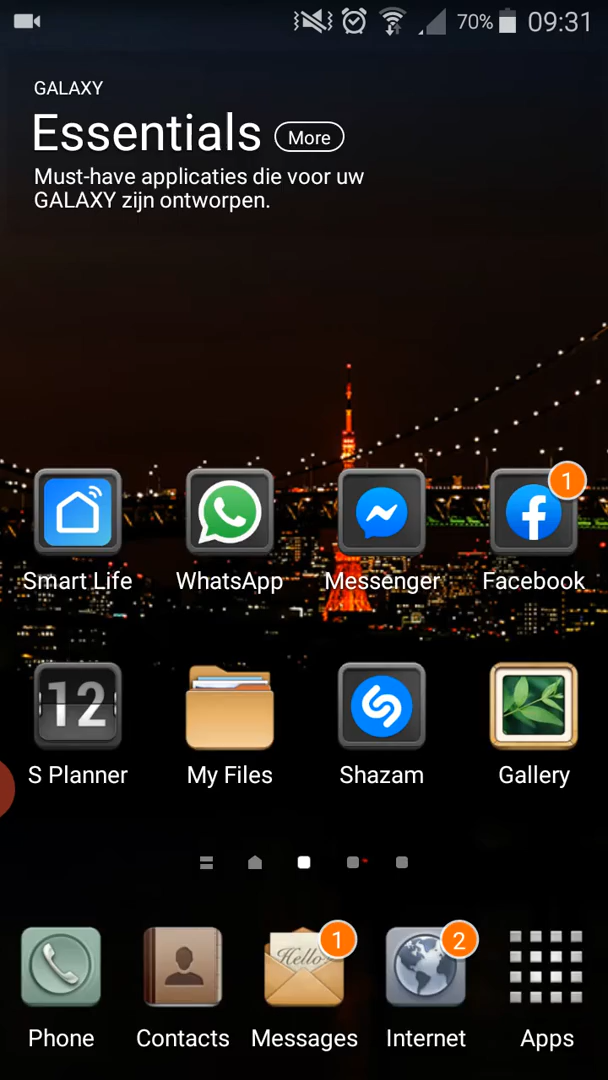 70% 09:31
GALAXY
Essentials More
Must-have applicaties die voor uw
GALAXY zijn ontworpen.
1
Smart Life WhatsApp Messenger Facebook
12
S Planner My Files Shazam Gallery
Hello 1 2
Phone Contacts Messages Internet Apps